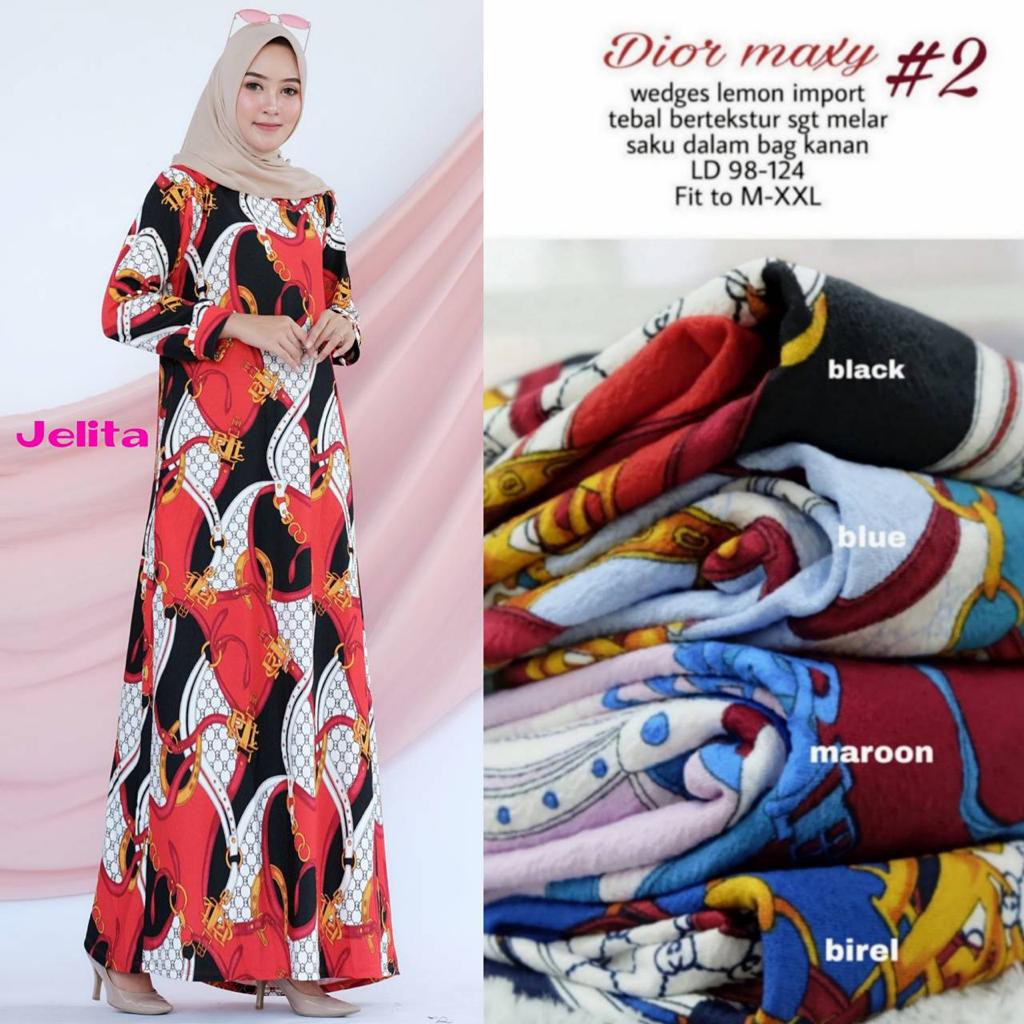 Jelita
Dior maxy #2
wedges lemon import
tebal bertekstur sgt melar
saku dalam bag kanan
LD 98-124
Fit to M-XXL
black
blue
maroon
birel